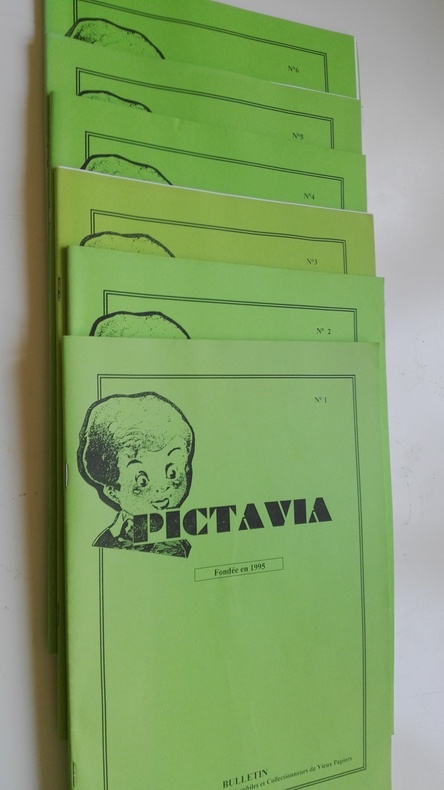 N°6
N°5
N°4
N°3
N° 2
N° 1
PICTAVIA
Fondée en 1995
BULLETIN
et Collectionneurs de Vieux Papiers